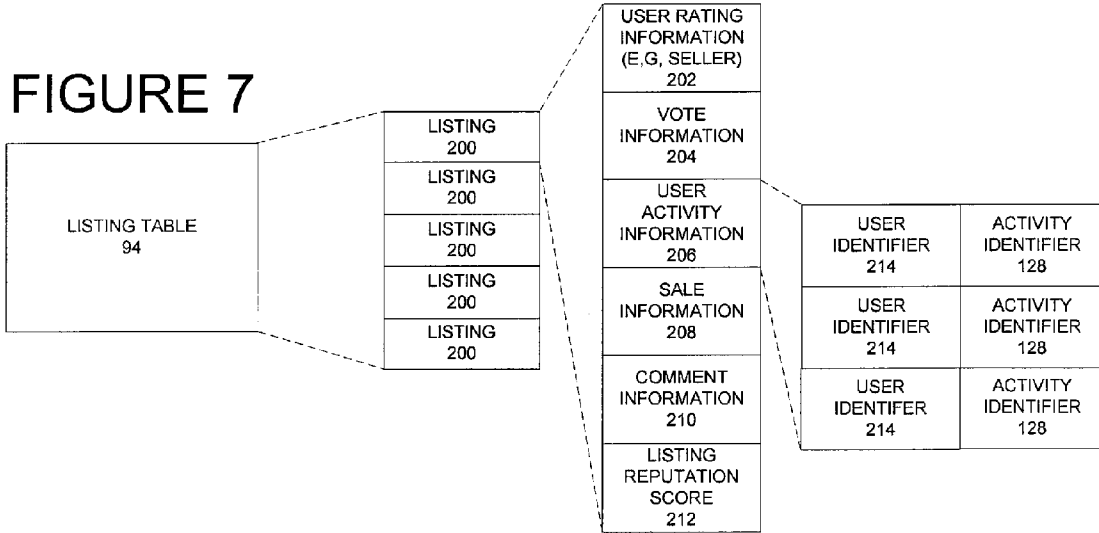 FIGURE 7
LISTING TABLE
94
LISTING
200
LISTING
200
LISTING
200
LISTING
200
LISTING
200
USER RATING
INFORMATION
(E,G, SELLER)
202
VOTE
INFORMATION
204
USER
ACTIVITY
INFORMATION
206
SALE
INFORMATION
208
COMMENT
INFORMATION
210
LISTING
REPUTATION
SCORE
212
USER
IDENTIFIER
214
ACTIVITY
IDENTIFIER
128
USER
IDENTIFIER
214
ACTIVITY
IDENTIFIER
128
USER
IDENTIFER
214
ACTIVITY
IDENTIFIER
128